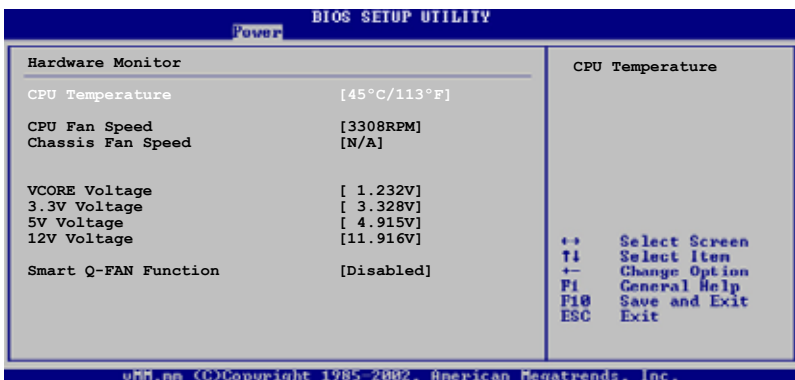 BIOS SETUP UTILITY
Power
Hardware Monitor
CPU Temperature [45°C/113°F]
CPU Fan Speed [3308RPM]
Chassis Fan Speed [N/A]
VCORE Voltage [ 1.232V]
3.3V Voltage [ 3.328V]
5V Voltage [ 4.915V]
12V Voltage [11.916V]
Smart Q-FAN Function [Disabled]
CPU Temperature
←→ Select Screen
↑↓ Select Item
+- Change Option
F1 General Help
F10 Save and Exit
ESC Exit
vMM.nn (C)Copyright 1985-2002, American Megatrends, Inc.